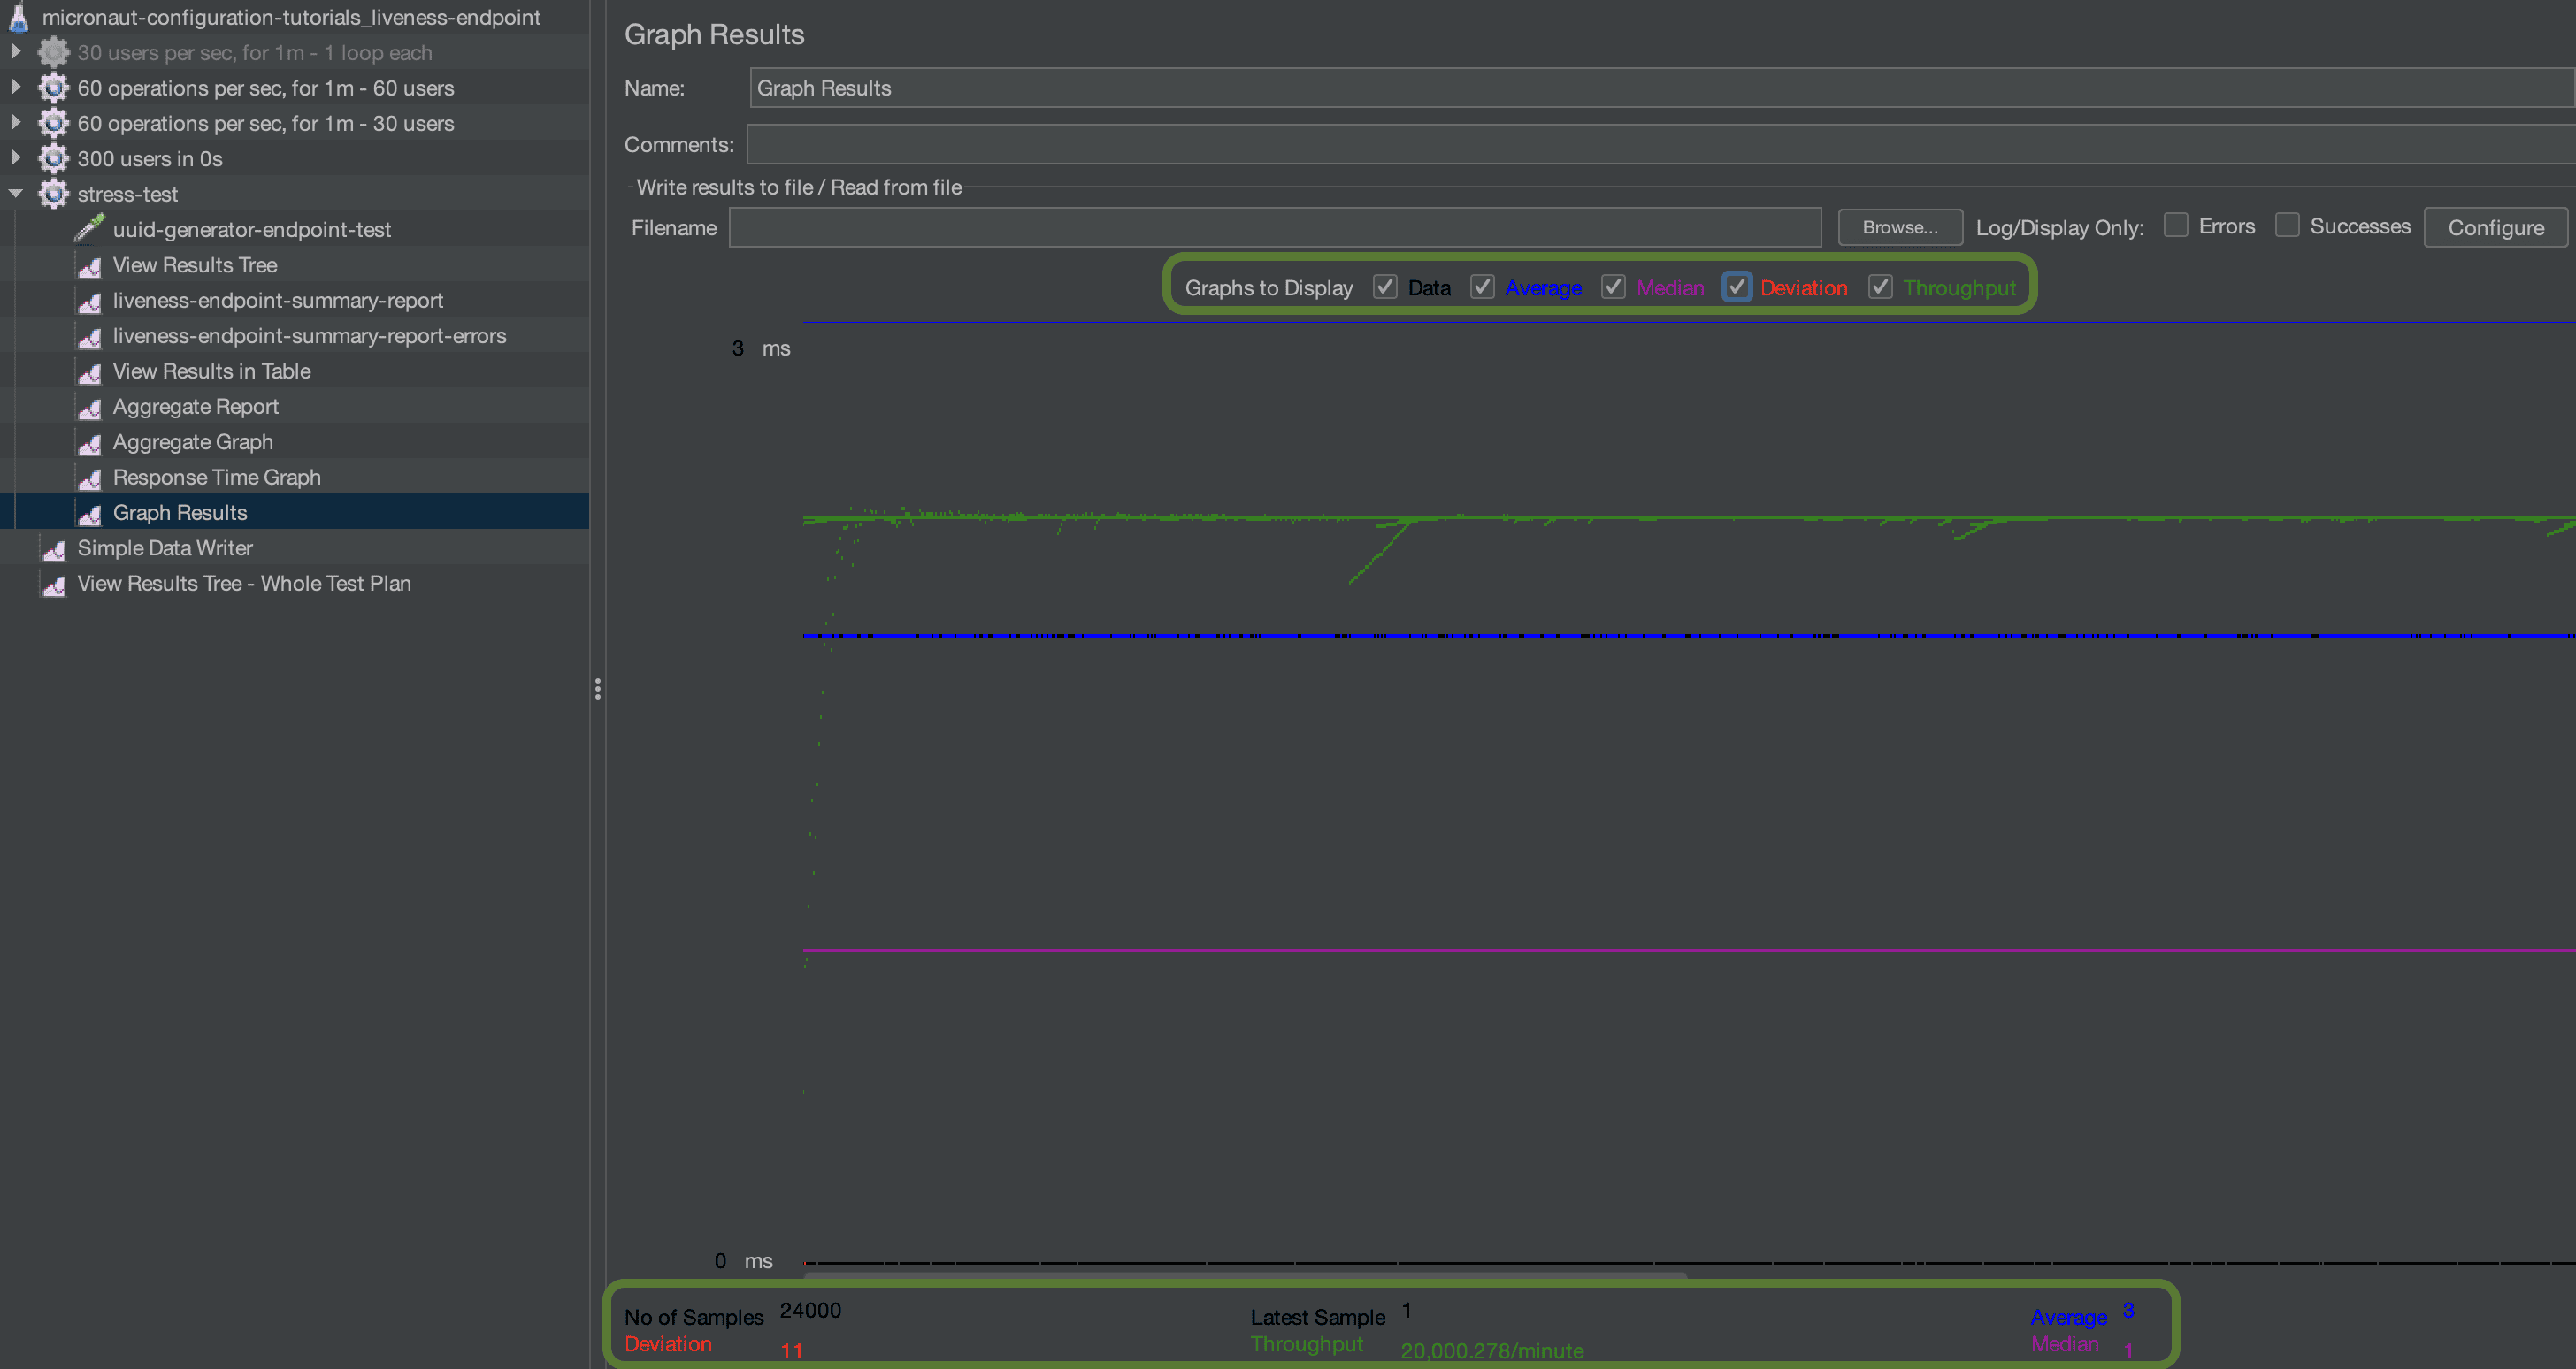 micronaut-configuration-tutorials_liveness-endpoint
30 users per sec, for 1m - 1 loop each
60 operations per sec, for 1m - 60 users
60 operations per sec, for 1m - 30 users
300 users in 0s
stress-test
uuid-generator-endpoint-test
View Results Tree
liveness-endpoint-summary-report
liveness-endpoint-summary-report-errors
View Results in Table
Aggregate Report
Aggregate Graph
Response Time Graph
Graph Results
Simple Data Writer
View Results Tree - Whole Test Plan
Graph Results
Name: Graph Results
Comments:
Write results to file / Read from file
Filename Browse... Log/Display Only: Errors Successes Configure
Graphs to Display Data Average Median Deviation Throughput
3 ms
0 ms
No of Samples 24000 Latest Sample 1 Average 3
Deviation 11 Throughput 20,000.278/minute Median 1